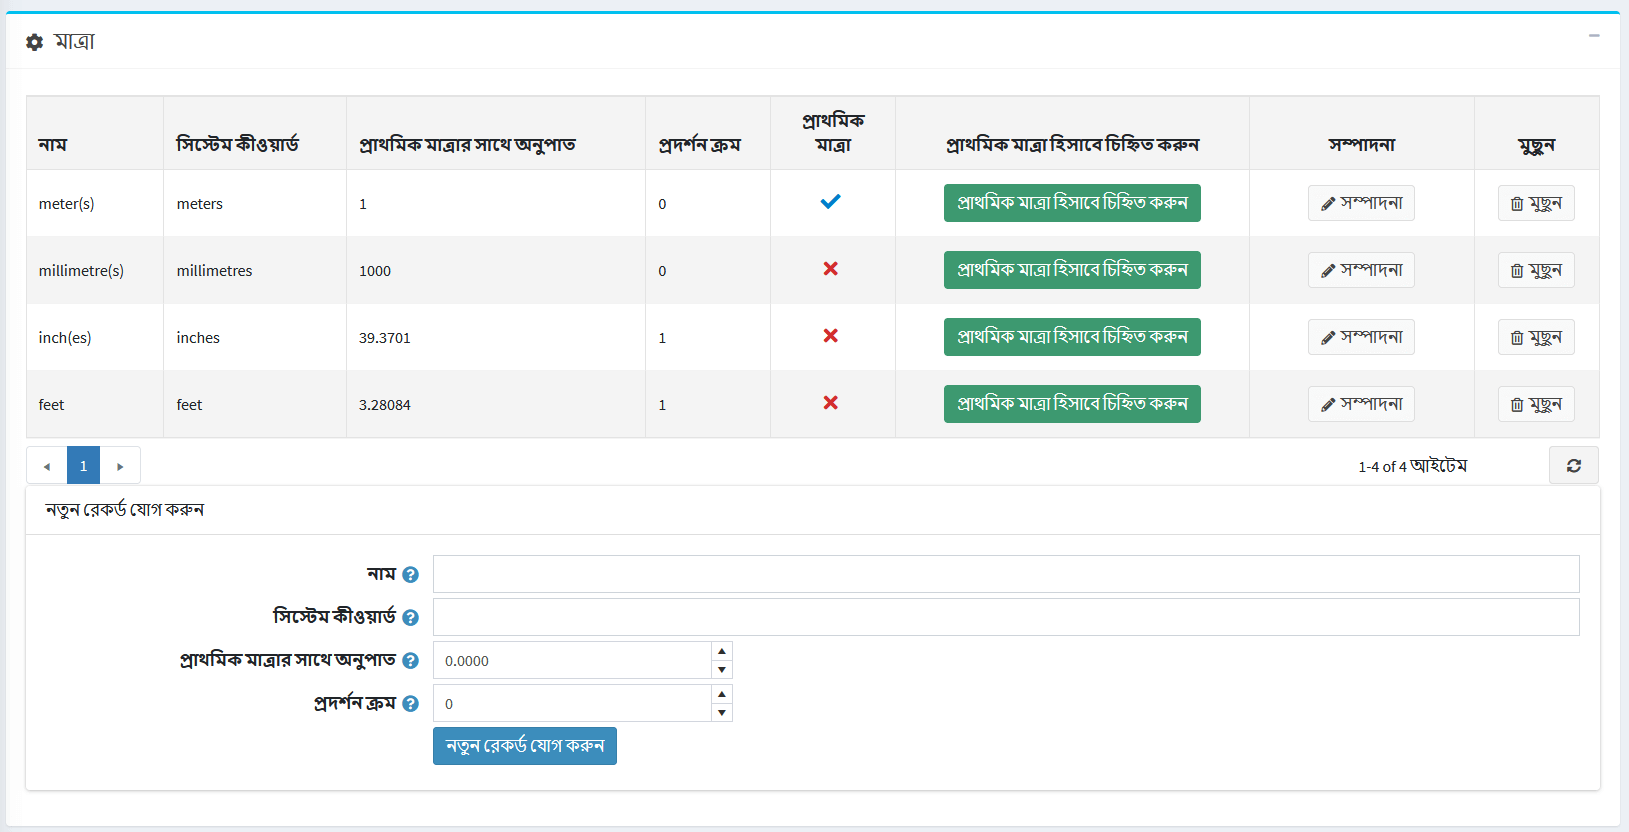 মাত্রা
নাম সিস্টেম কীওয়ার্ড প্রাথমিক মাত্রার সাথে অনুপাত প্রদর্শন ক্রম প্রাথমিক মাত্রা প্রাথমিক মাত্রা হিসাবে চিহ্নিত করুন সম্পাদনা মুছুন
meter(s) meters 1 0 প্রাথমিক মাত্রা হিসাবে চিহ্নিত করুন সম্পাদনা মুছুন
millimetre(s) millimetres 1000 0 প্রাথমিক মাত্রা হিসাবে চিহ্নিত করুন সম্পাদনা মুছুন
inch(es) inches 39.3701 1 প্রাথমিক মাত্রা হিসাবে চিহ্নিত করুন সম্পাদনা মুছুন
feet feet 3.28084 1 প্রাথমিক মাত্রা হিসাবে চিহ্নিত করুন সম্পাদনা মুছুন
1 1-4 of 4 আইটেম
নতুন রেকর্ড যোগ করুন
নাম
সিস্টেম কীওয়ার্ড
প্রাথমিক মাত্রার সাথে অনুপাত 0.0000
প্রদর্শন ক্রম 0
নতুন রেকর্ড যোগ করুন